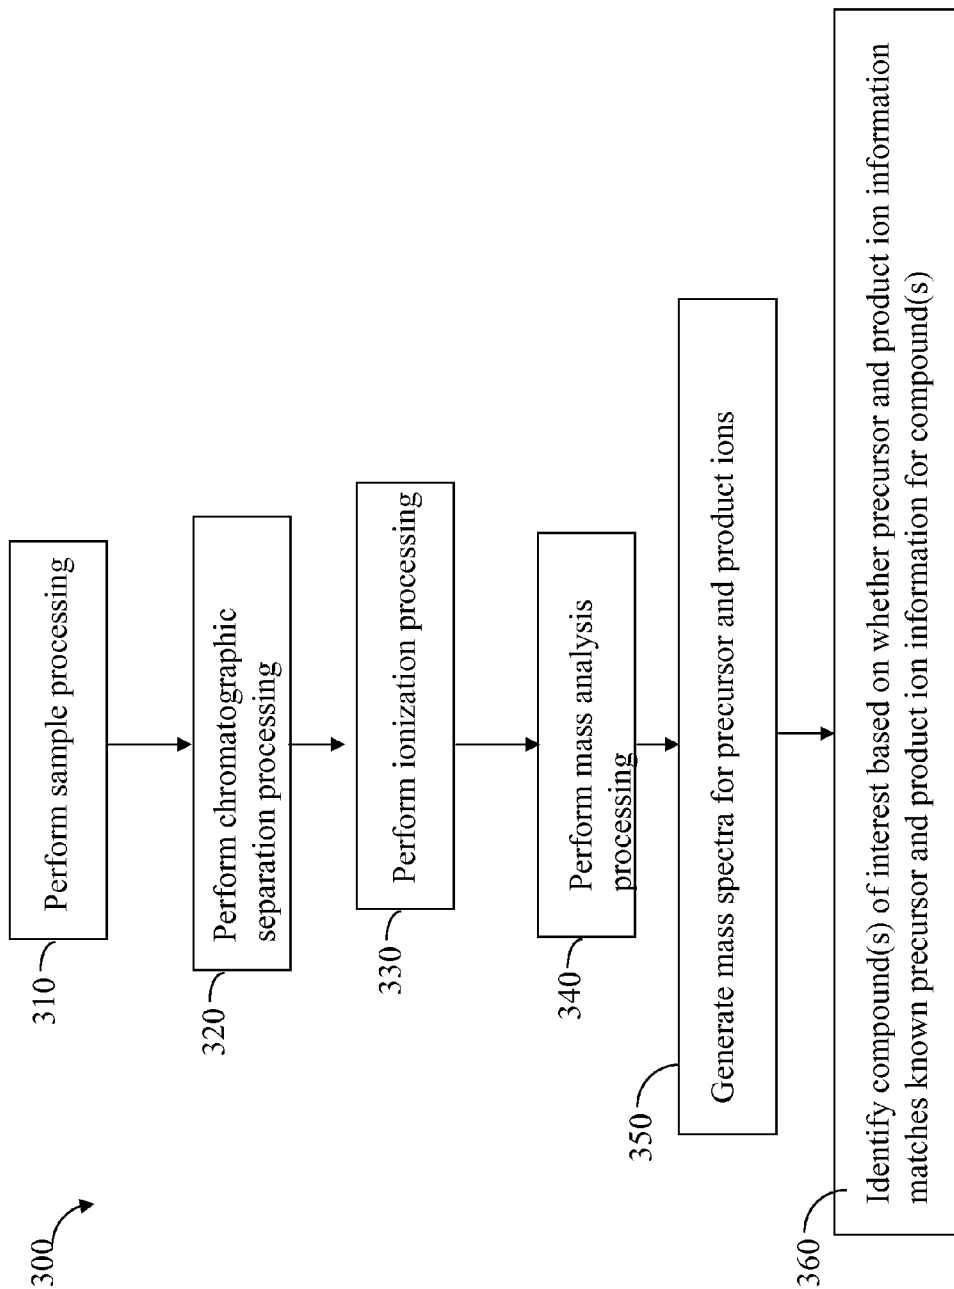 300
310
Perform sample processing
320
Perform chromatographic
separation processing
330
Perform ionization processing
340
Perform mass analysis
processing
350
Generate mass spectra for precursor and product ions
360
Identify compound(s) of interest based on whether precursor and product ion information
matches known precursor and product ion information for compound(s)